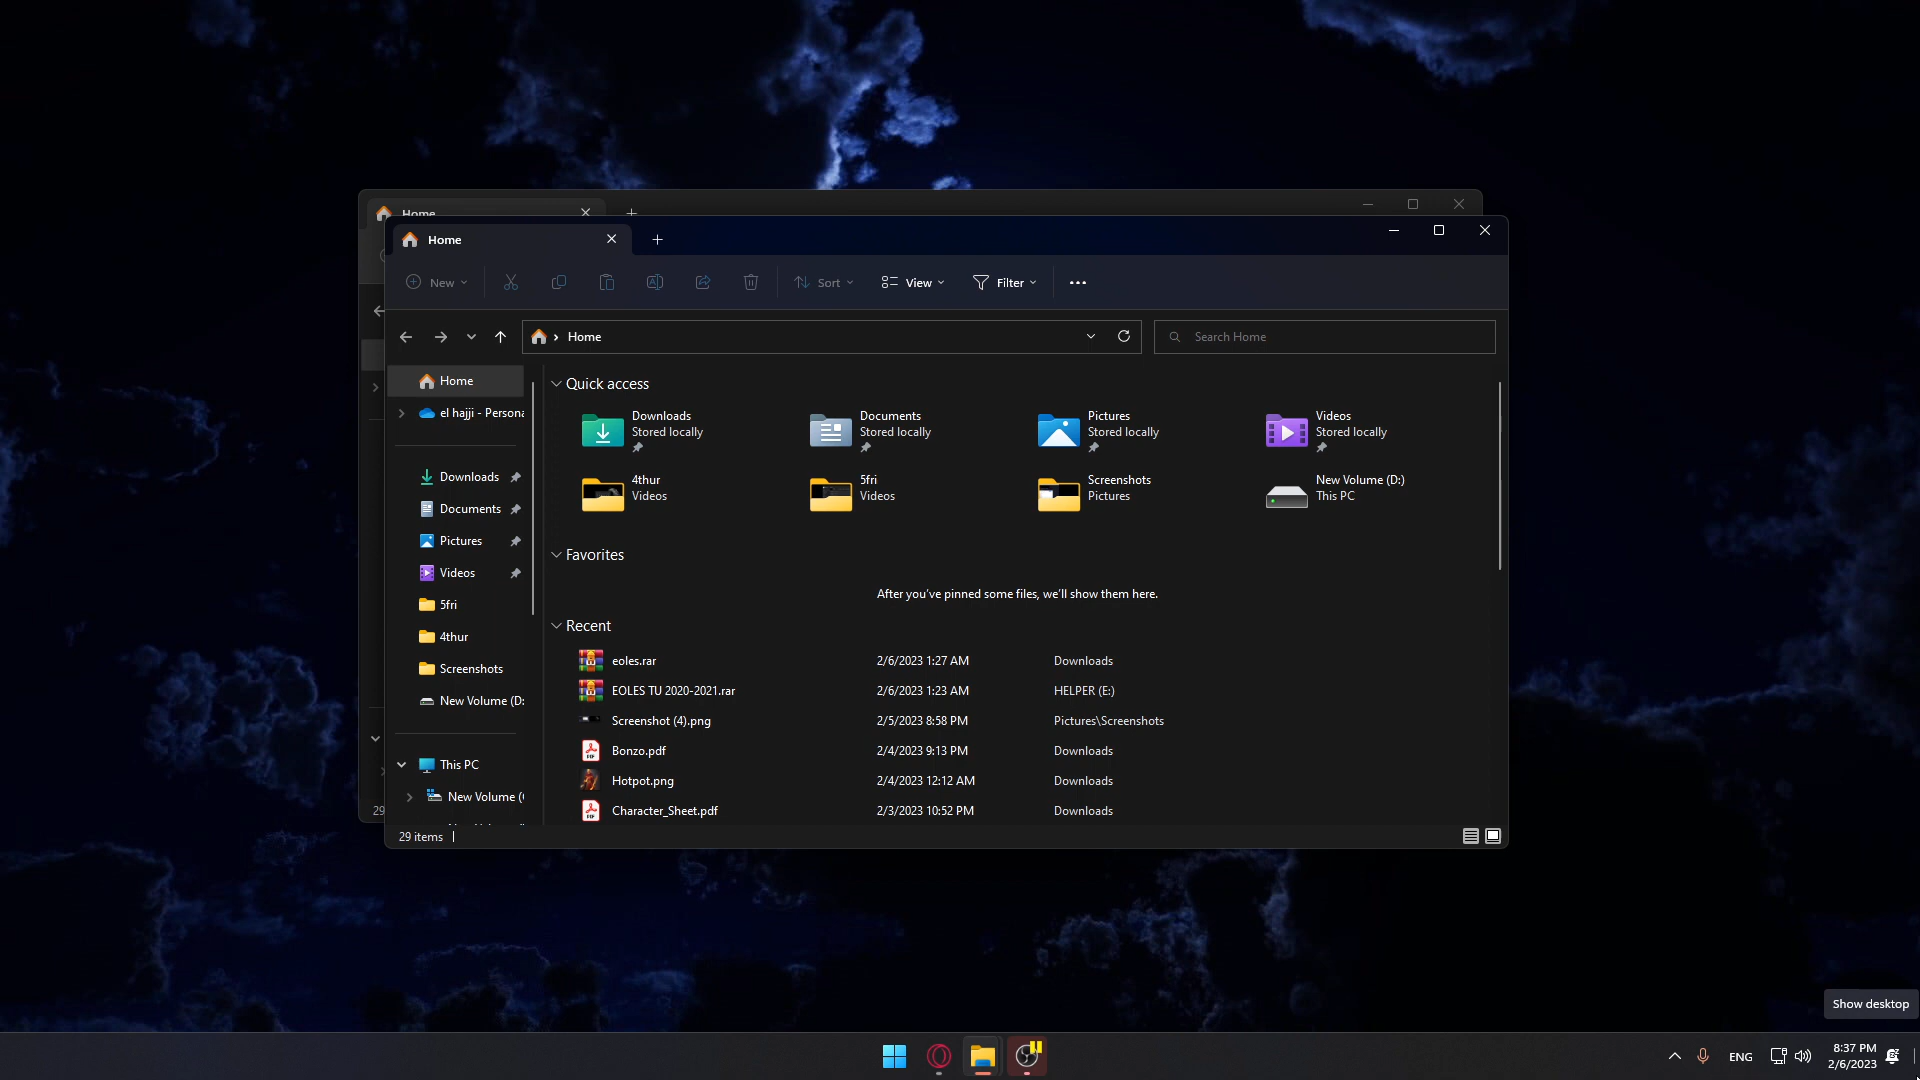 Home
Home
New
Sort
View
Filter
Home
Search Home
Home
el hajji - Persona
Downloads
Documents
Pictures
Videos
5fri
4thur
Screenshots
New Volume (D:
This PC
New Volume (
Quick access
Downloads
Stored locally
Documents
Stored locally
Pictures
Stored locally
Videos
Stored locally
4thur
Videos
5fri
Videos
Screenshots
Pictures
New Volume (D:)
This PC
Favorites
After you've pinned some files, we'll show them here.
Recent
eoles.rar 2/6/2023 1:27 AM Downloads
EOLES TU 2020-2021.rar 2/6/2023 1:23 AM HELPER (E:)
Screenshot (4).png 2/5/2023 8:58 PM Pictures\Screenshots
Bonzo.pdf 2/4/2023 9:13 PM Downloads
Hotpot.png 2/4/2023 12:12 AM Downloads
Character_Sheet.pdf 2/3/2023 10:52 PM Downloads
29
29 items
Show desktop
ENG
8:37 PM
2/6/2023